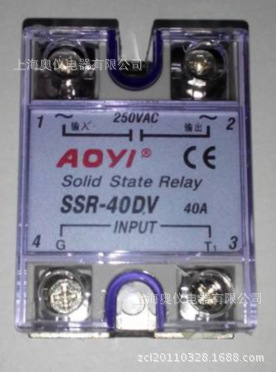 上海奥仪电器有限公司
1 ~ 250VAC ~ 2
输入 输出
AOYI® CE
Solid State Relay
SSR-40DV 40A
INPUT
4 G T1 3
上海奥仪电器有限公司
zcl20110328.1688.com